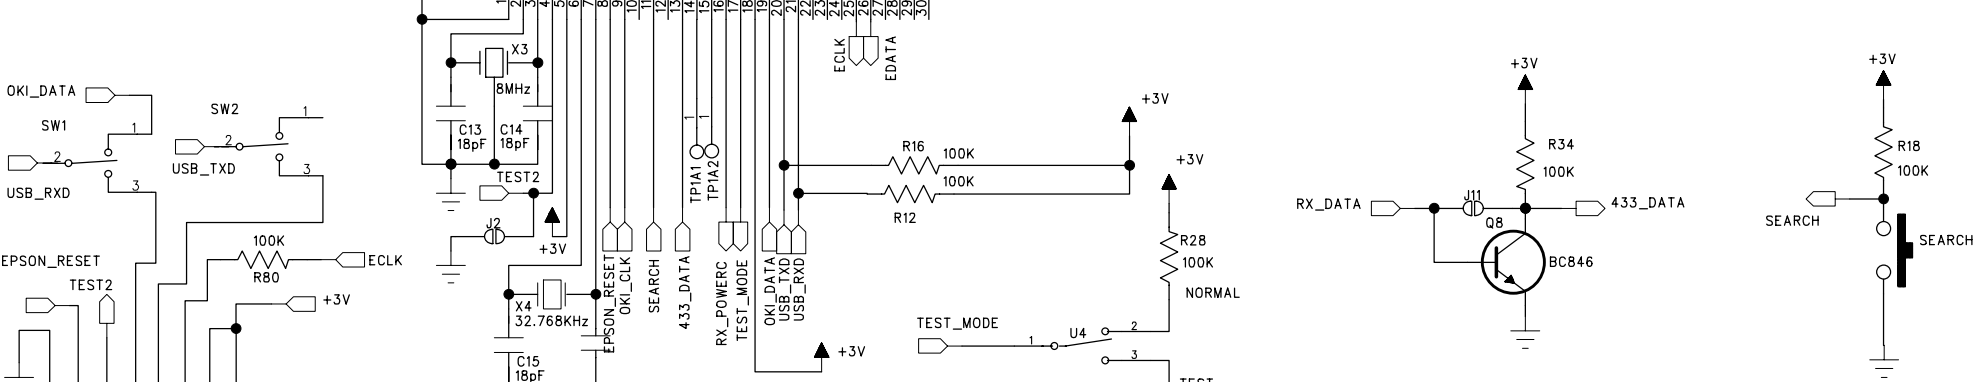 1 2 3 4 5 6 7 8 9 10 11 12 13 14 15 16 17 18 19 20 21 22 23 24 25 26 27 28 29 30
ECLK
EDATA
OKI_DATA
SW1
1
2
3
USB_RXD
SW2
1
2
3
USB_TXD
X3
8MHz
C13
18pF
C14
18pF
TEST2
J2
+3V
1
1
TP1A1
TP1A2
R16
100K
100K
R12
+3V
EPSON_RESET
TEST2
100K
R80
ECLK
+3V
X4
32.768KHz
C15
18pF
EPSON_RESET
OKI_CLK
SEARCH
433_DATA
RX_POWERC
TEST_MODE
OKI_DATA
USB_TXD
USB_RXD
+3V
+3V
R28
100K
NORMAL
TEST_MODE
1
U4
2
3
+3V
R34
100K
RX_DATA
J11
433_DATA
Q8
BC846
+3V
R18
100K
SEARCH
SEARCH